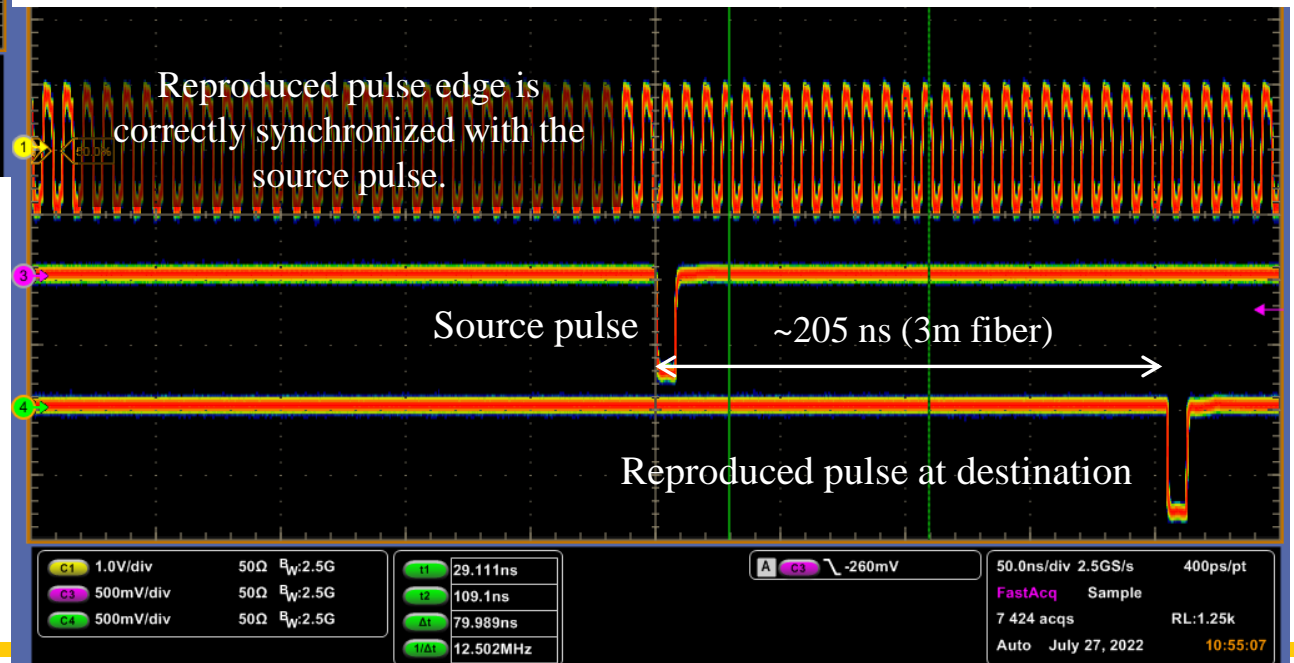 Reproduced pulse edge is
correctly synchronized with the
source pulse.
1
50.0%
3
Source pulse
~205 ns (3m fiber)
4
Reproduced pulse at destination
C1 1.0V/div 50Ω BW:2.5G
C3 500mV/div 50Ω BW:2.5G
C4 500mV/div 50Ω BW:2.5G
t1 29.111ns
t2 109.1ns
Δt 79.989ns
1/Δt 12.502MHz
A C3 \ -260mV
50.0ns/div 2.5GS/s 400ps/pt
FastAcq Sample
7 424 acqs RL:1.25k
Auto July 27, 2022 10:55:07